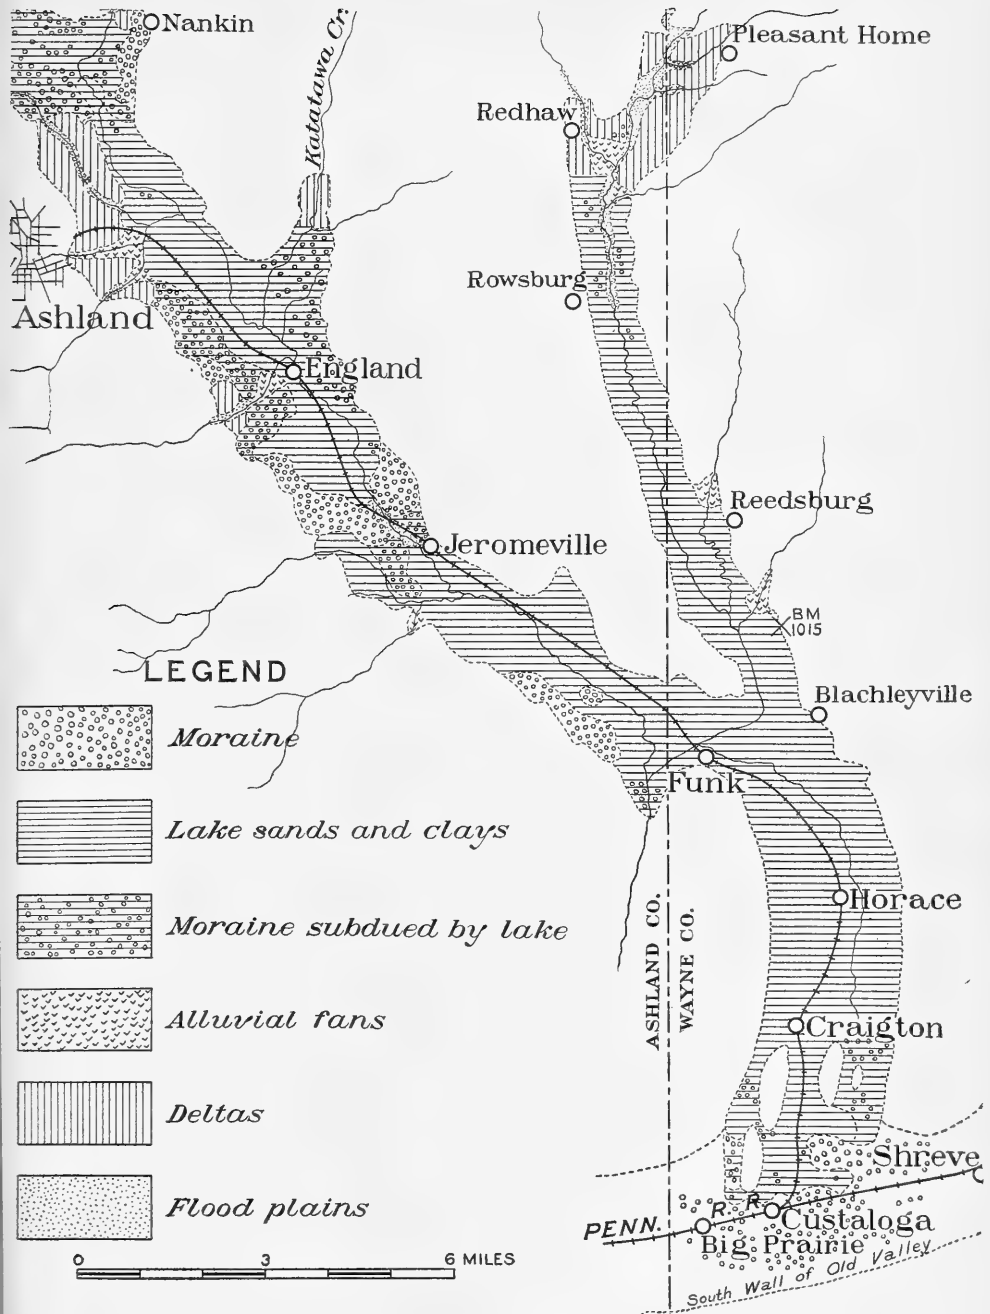 Nankin
Katatawa Cr.
Pleasant Home
Redhaw
Rowsburg
Ashland
England
Reedsburg
Jeromeville
BM
1015
LEGEND
Blachleyville
Moraine
Funk
Lake sands and clays
Horace
Moraine subdued by lake
ASHLAND CO.
WAYNE CO.
Alluvial fans
Craigton
Deltas
Shreve
Flood plains
PENN. R. R.
Custaloga
Big Prairie
0 3 6 MILES
South Wall of Old Valley